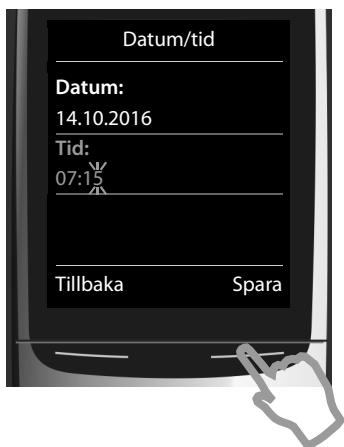 Datum/tid
Datum:
14.10.2016
Tid:
07:15
Tillbaka
Spara